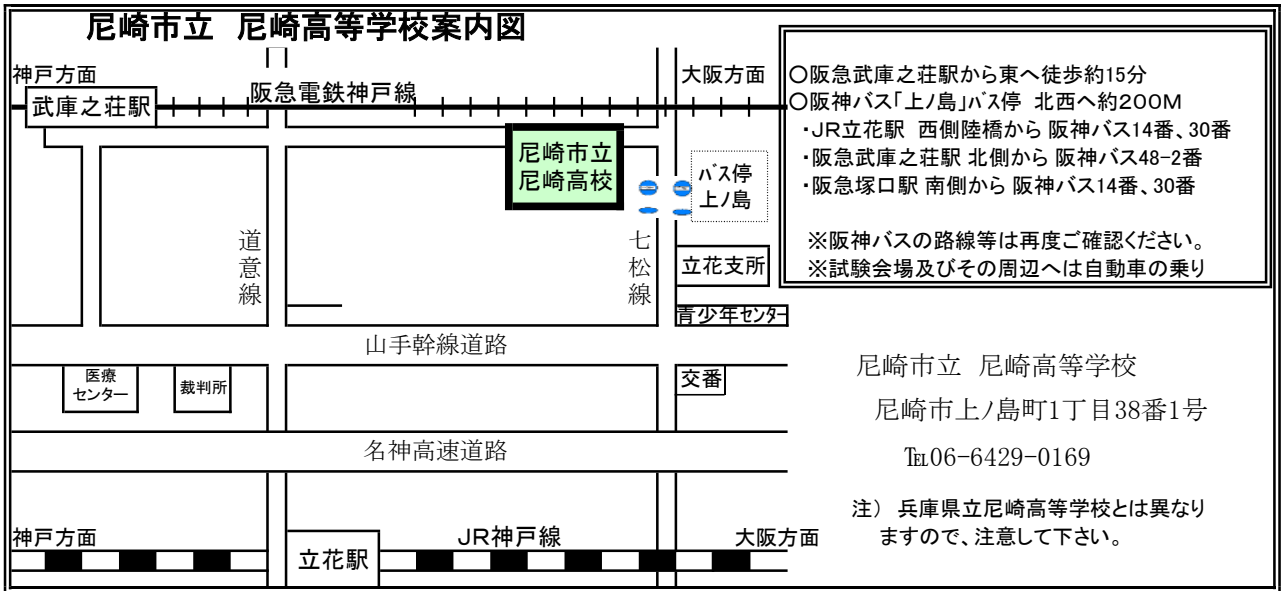 尼崎市立 尼崎高等学校案内図
神戸方面
大阪方面
武庫之荘駅
阪急電鉄神戸線
尼崎市立
尼崎高校
バス停
上ノ島
道意線
七松線
立花支所
青少年センター
山手幹線道路
医療
センター
裁判所
交番
名神高速道路
神戸方面
JR神戸線
大阪方面
立花駅
○阪急武庫之荘駅から東へ徒歩約15分
○阪神バス「上ノ島」バス停 北西へ約200M
・JR立花駅 西側陸橋から 阪神バス14番、30番
・阪急武庫之荘駅 北側から 阪神バス48-2番
・阪急塚口駅 南側から 阪神バス14番、30番
※阪神バスの路線等は再度ご確認ください。
※試験会場及びその周辺へは自動車の乗り
尼崎市立 尼崎高等学校
尼崎市上ノ島町1丁目38番1号
℡06-6429-0169
注） 兵庫県立尼崎高等学校とは異なり
ますので、注意して下さい。